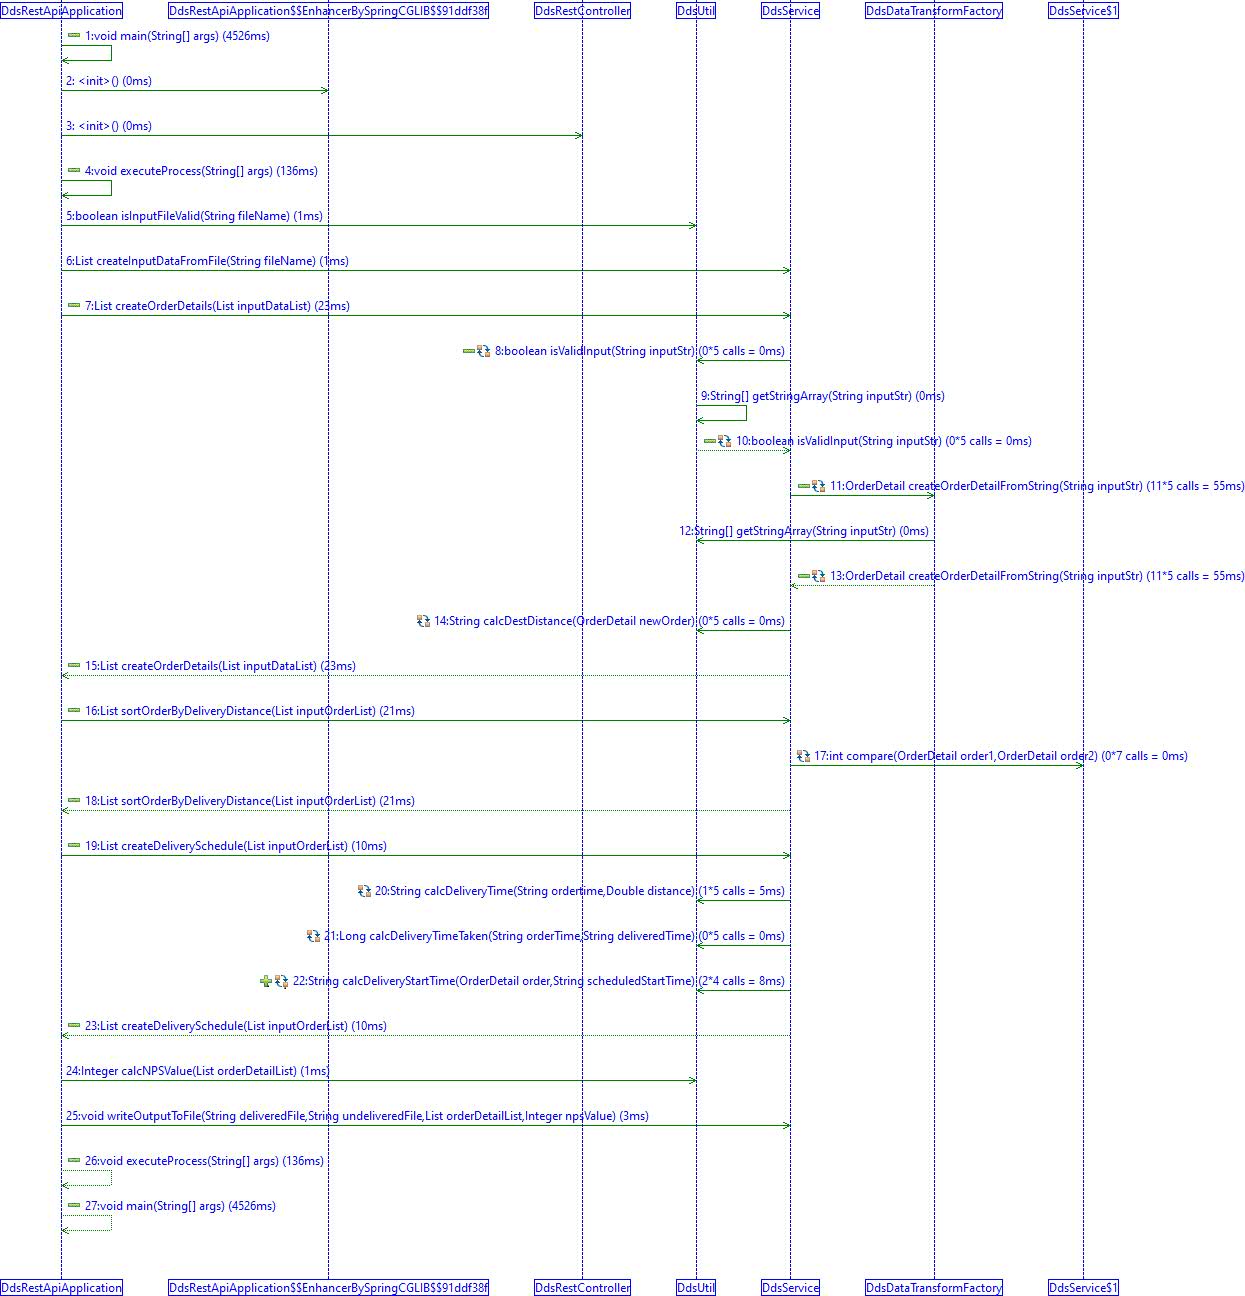 DdsRestApiApplication DdsRestApiApplication$$EnhancerBySpringCGLIB$$91ddf38f DdsRestController DdsUtil DdsService DdsDataTransformFactory DdsService$1
1:void main(String[] args) (4526ms)
2: <init>() (0ms)
3: <init>() (0ms)
4:void executeProcess(String[] args) (136ms)
5:boolean isInputFileValid(String fileName) (1ms)
6:List createInputDataFromFile(String fileName) (1ms)
7:List createOrderDetails(List inputDataList) (23ms)
8:boolean isValidInput(String inputStr) (0*5 calls = 0ms)
9:String[] getStringArray(String inputStr) (0ms)
10:boolean isValidInput(String inputStr) (0*5 calls = 0ms)
11:OrderDetail createOrderDetailFromString(String inputStr) (11*5 calls = 55ms)
12:String[] getStringArray(String inputStr) (0ms)
13:OrderDetail createOrderDetailFromString(String inputStr) (11*5 calls = 55ms)
14:String calcDestDistance(OrderDetail newOrder) (0*5 calls = 0ms)
15:List createOrderDetails(List inputDataList) (23ms)
16:List sortOrderByDeliveryDistance(List inputOrderList) (21ms)
17:int compare(OrderDetail order1,OrderDetail order2) (0*7 calls = 0ms)
18:List sortOrderByDeliveryDistance(List inputOrderList) (21ms)
19:List createDeliverySchedule(List inputOrderList) (10ms)
20:String calcDeliveryTime(String ordertime,Double distance) (1*5 calls = 5ms)
21:Long calcDeliveryTimeTaken(String orderTime,String deliveredTime) (0*5 calls = 0ms)
22:String calcDeliveryStartTime(OrderDetail order,String scheduledStartTime) (2*4 calls = 8ms)
23:List createDeliverySchedule(List inputOrderList) (10ms)
24:Integer calcNPSValue(List orderDetailList) (1ms)
25:void writeOutputToFile(String deliveredFile,String undeliveredFile,List orderDetailList,Integer npsValue) (3ms)
26:void executeProcess(String[] args) (136ms)
27:void main(String[] args) (4526ms)
DdsRestApiApplication DdsRestApiApplication$$EnhancerBySpringCGLIB$$91ddf38f DdsRestController DdsUtil DdsService DdsDataTransformFactory DdsService$1